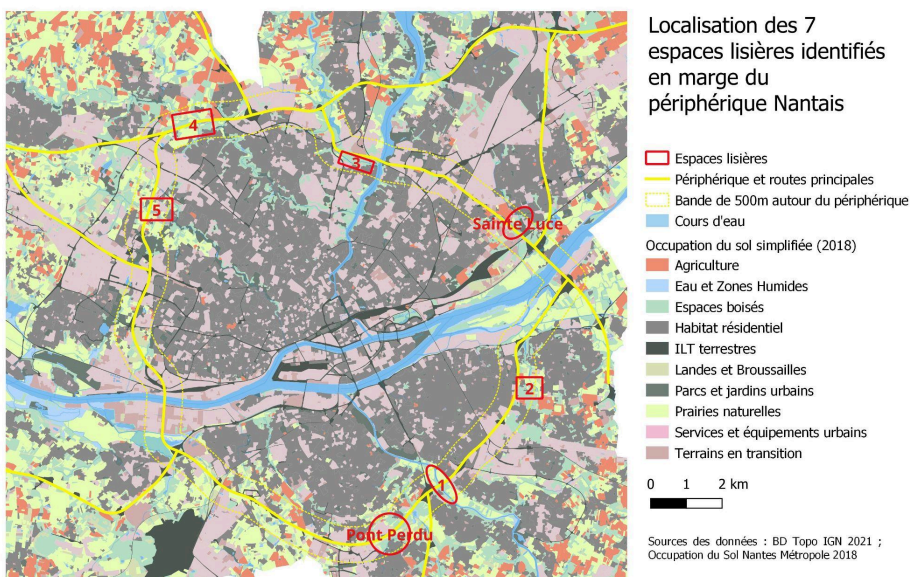 Localisation des 7
espaces lisières identifiés
en marge du
périphérique Nantais
Espaces lisières
Périphérique et routes principales
Bande de 500m autour du périphérique
Cours d'eau
Occupation du sol simplifiée (2018)
Agriculture
Eau et Zones Humides
Espaces boisés
Habitat résidentiel
ILT terrestres
Landes et Broussailles
Parcs et jardins urbains
Prairies naturelles
Services et équipements urbains
Terrains en transition
0 1 2 km
Sources des données : BD Topo IGN 2021 ;
Occupation du Sol Nantes Métropole 2018
4
3
5
Sainte Luce
2
1
Pont Perdu